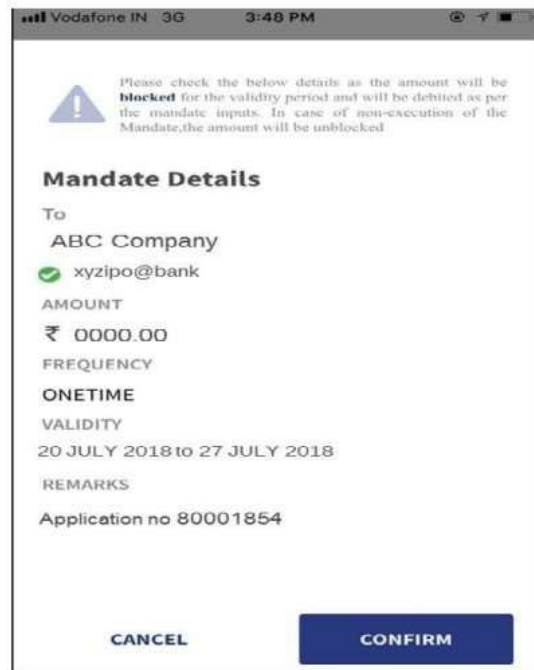 Vodafone IN 3G 3:48 PM
Please check the below details as the amount will be
blocked for the validity period and will be debited as per
the mandate inputs. In case of non-execution of the
Mandate,the amount will be unblocked
Mandate Details
To
ABC Company
xyzipo@bank
AMOUNT
₹ 0000.00
FREQUENCY
ONETIME
VALIDITY
20 JULY 2018 to 27 JULY 2018
REMARKS
Application no 80001854
CANCEL CONFIRM